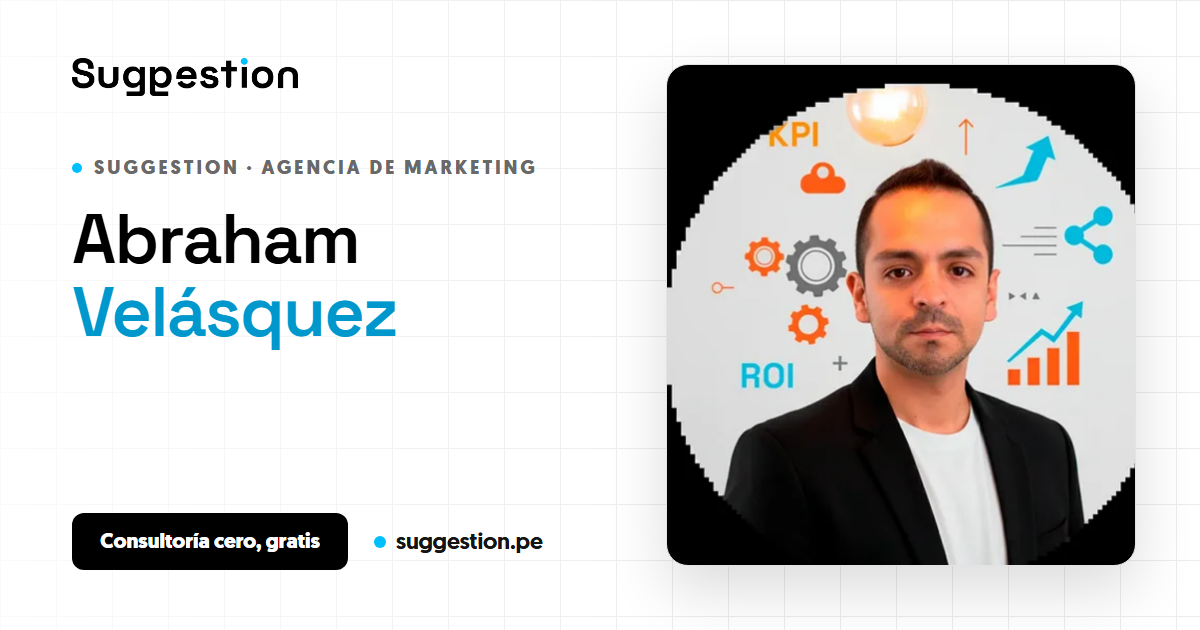 Suggestion
SUGGESTION · AGENCIA DE MARKETING
Abraham
Velásquez
Consultoría cero, gratis
suggestion.pe
KPI
ROI